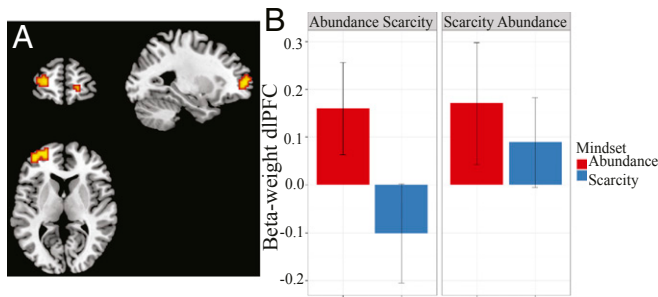 A
B
Abundance Scarcity
Scarcity Abundance
Beta-weight dlPFC
0.3
0.2
0.1
0.0
-0.1
-0.2
Mindset
Abundance
Scarcity